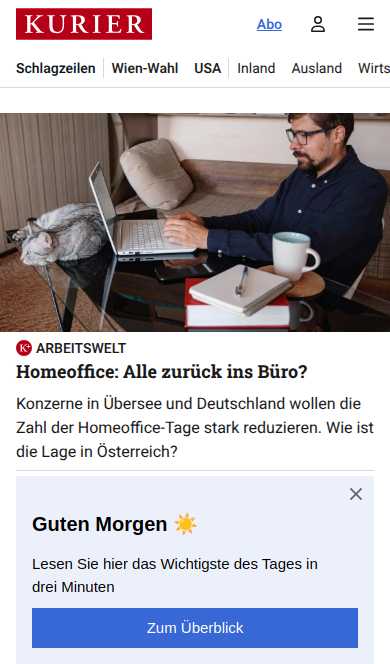 KURIER
Abo
Schlagzeilen Wien-Wahl USA Inland Ausland Wirts
K+ ARBEITSWELT
Homeoffice: Alle zurück ins Büro?
Konzerne in Übersee und Deutschland wollen die
Zahl der Homeoffice-Tage stark reduzieren. Wie ist
die Lage in Österreich?
Guten Morgen ☀️
Lesen Sie hier das Wichtigste des Tages in
drei Minuten
Zum Überblick